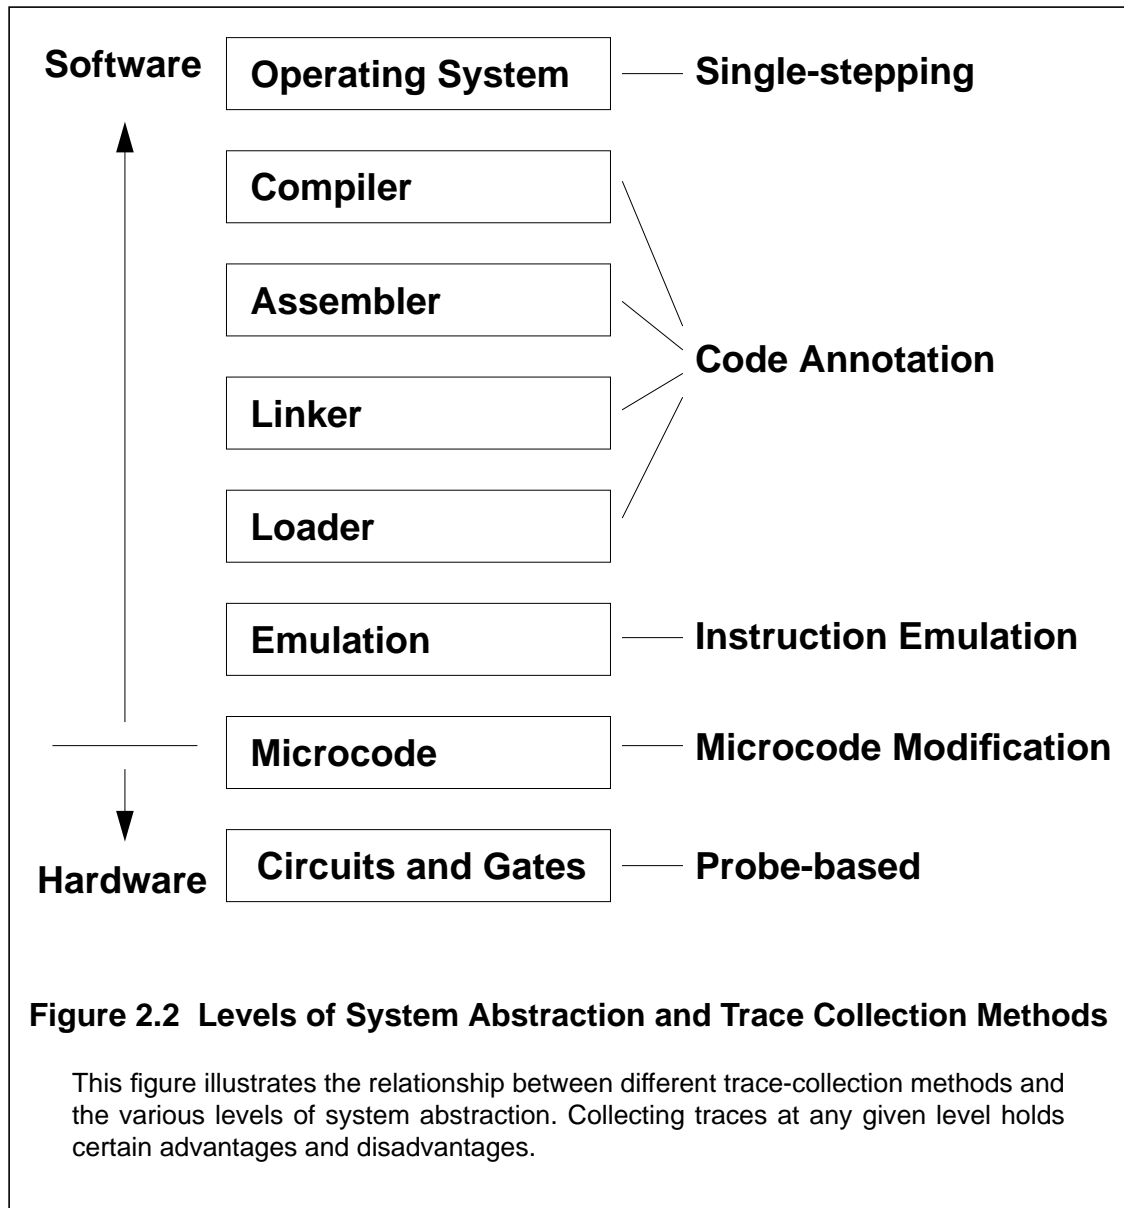 Software
Operating System
Single-stepping
Compiler
Assembler
Code Annotation
Linker
Loader
Emulation
Instruction Emulation
Microcode
Microcode Modification
Hardware
Circuits and Gates
Probe-based
Figure 2.2 Levels of System Abstraction and Trace Collection Methods
This figure illustrates the relationship between different trace-collection methods and
the various levels of system abstraction. Collecting traces at any given level holds
certain advantages and disadvantages.